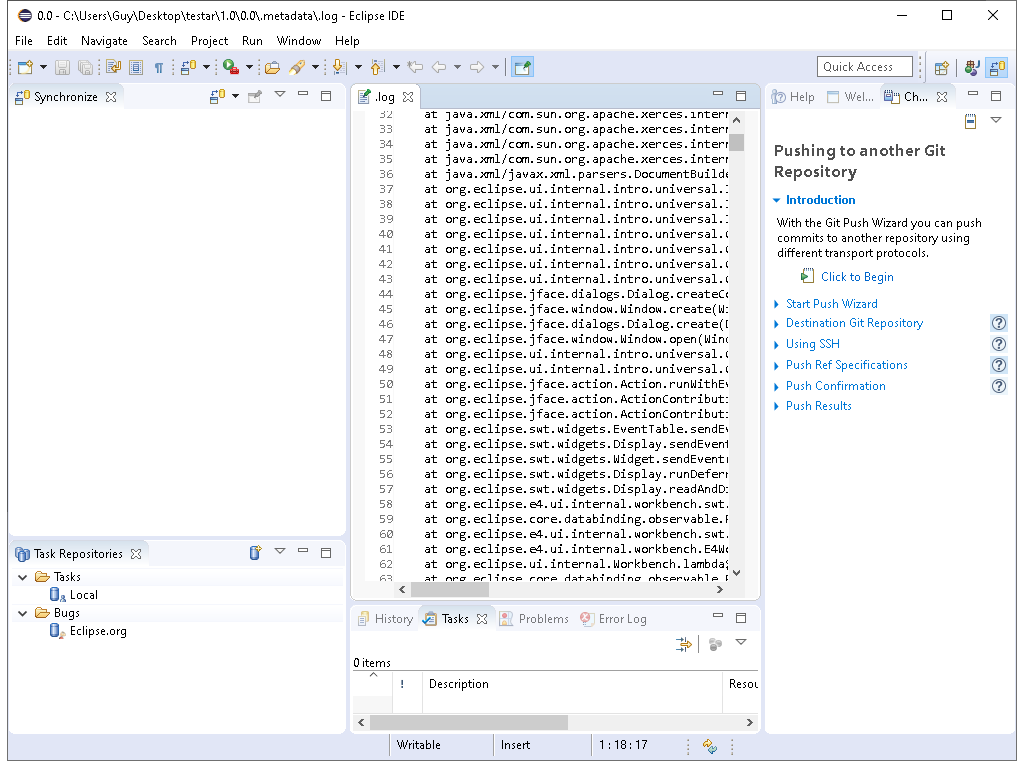 0.0 - C:\Users\Guy\Desktop\testar\1.0\0.0\.metadata\.log - Eclipse IDE
File Edit Navigate Search Project Run Window Help
Quick Access
Synchronize
.log
32 at java.xml/com.sun.org.apache.xerces.intern
33 at java.xml/com.sun.org.apache.xerces.intern
34 at java.xml/com.sun.org.apache.xerces.intern
35 at java.xml/com.sun.org.apache.xerces.intern
36 at java.xml/javax.xml.parsers.DocumentBuilde
37 at org.eclipse.ui.internal.intro.universal.I
38 at org.eclipse.ui.internal.intro.universal.I
39 at org.eclipse.ui.internal.intro.universal.I
40 at org.eclipse.ui.internal.intro.universal.C
41 at org.eclipse.ui.internal.intro.universal.C
42 at org.eclipse.ui.internal.intro.universal.C
43 at org.eclipse.ui.internal.intro.universal.C
44 at org.eclipse.jface.dialogs.Dialog.createCo
45 at org.eclipse.jface.window.Window.create(Wi
46 at org.eclipse.jface.dialogs.Dialog.create(D
47 at org.eclipse.jface.window.Window.open(Wind
48 at org.eclipse.ui.internal.intro.universal.C
49 at org.eclipse.ui.internal.intro.universal.C
50 at org.eclipse.jface.action.Action.runWithEv
51 at org.eclipse.jface.action.ActionContributi
52 at org.eclipse.jface.action.ActionContributi
53 at org.eclipse.swt.widgets.EventTable.sendEv
54 at org.eclipse.swt.widgets.Display.sendEvent
55 at org.eclipse.swt.widgets.Widget.sendEvent
56 at org.eclipse.swt.widgets.Display.runDeferr
57 at org.eclipse.swt.widgets.Display.readAndDi
58 at org.eclipse.e4.ui.internal.workbench.swt.
59 at org.eclipse.core.databinding.observable.R
60 at org.eclipse.e4.ui.internal.workbench.swt.
61 at org.eclipse.e4.ui.internal.workbench.E4Wo
62 at org.eclipse.ui.internal.Workbench.lambda$
63 at org.eclipse.core.databinding.observable.R
Help Wel... Ch...
Pushing to another Git
Repository
Introduction
With the Git Push Wizard you can push
commits to another repository using
different transport protocols.
Click to Begin
Start Push Wizard
Destination Git Repository
Using SSH
Push Ref Specifications
Push Confirmation
Push Results
Task Repositories
Tasks
Local
Bugs
Eclipse.org
History Tasks Problems Error Log
0 items
! Description Resou
Writable Insert 1 : 18 : 17